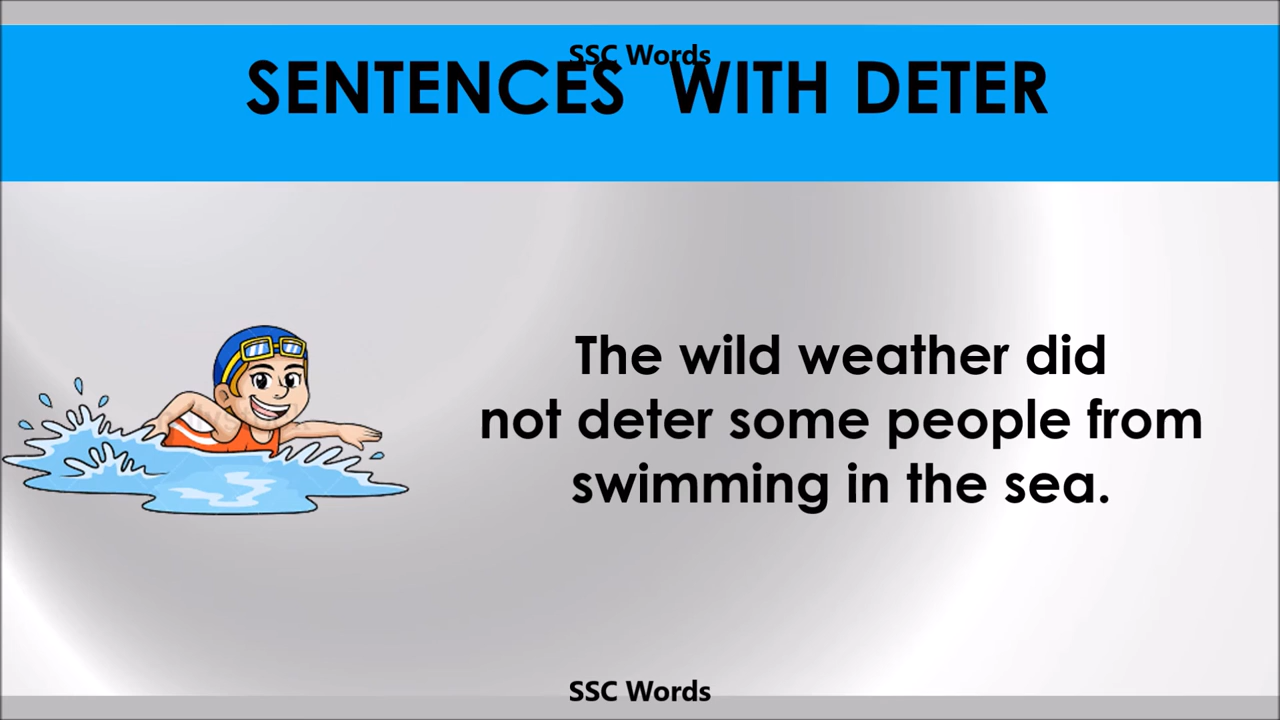 SSC Words
SENTENCES WITH DETER
The wild weather did
not deter some people from
swimming in the sea.
SSC Words